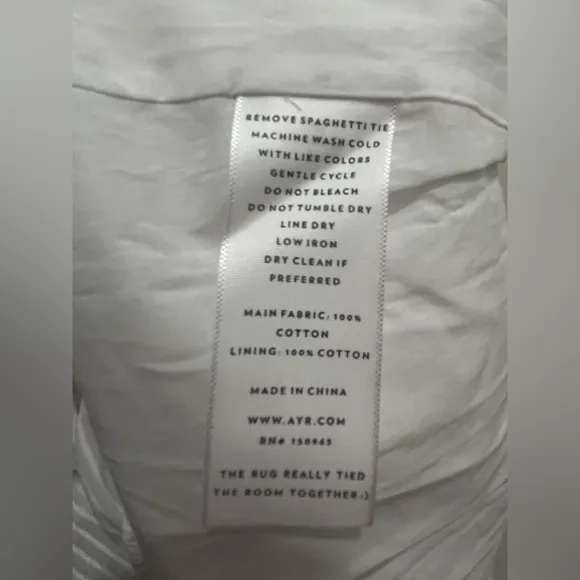 REMOVE SPAGHETTI TIE
MACHINE WASH COLD
WITH LIKE COLORS
GENTLE CYCLE
DO NOT BLEACH
DO NOT TUMBLE DRY
LINE DRY
LOW IRON
DRY CLEAN IF
PREFERRED
MAIN FABRIC: 100%
COTTON
LINING: 100% COTTON
MADE IN CHINA
WWW.AYR.COM
RN# 150965
THE RUG REALLY TIED
THE ROOM TOGETHER:)